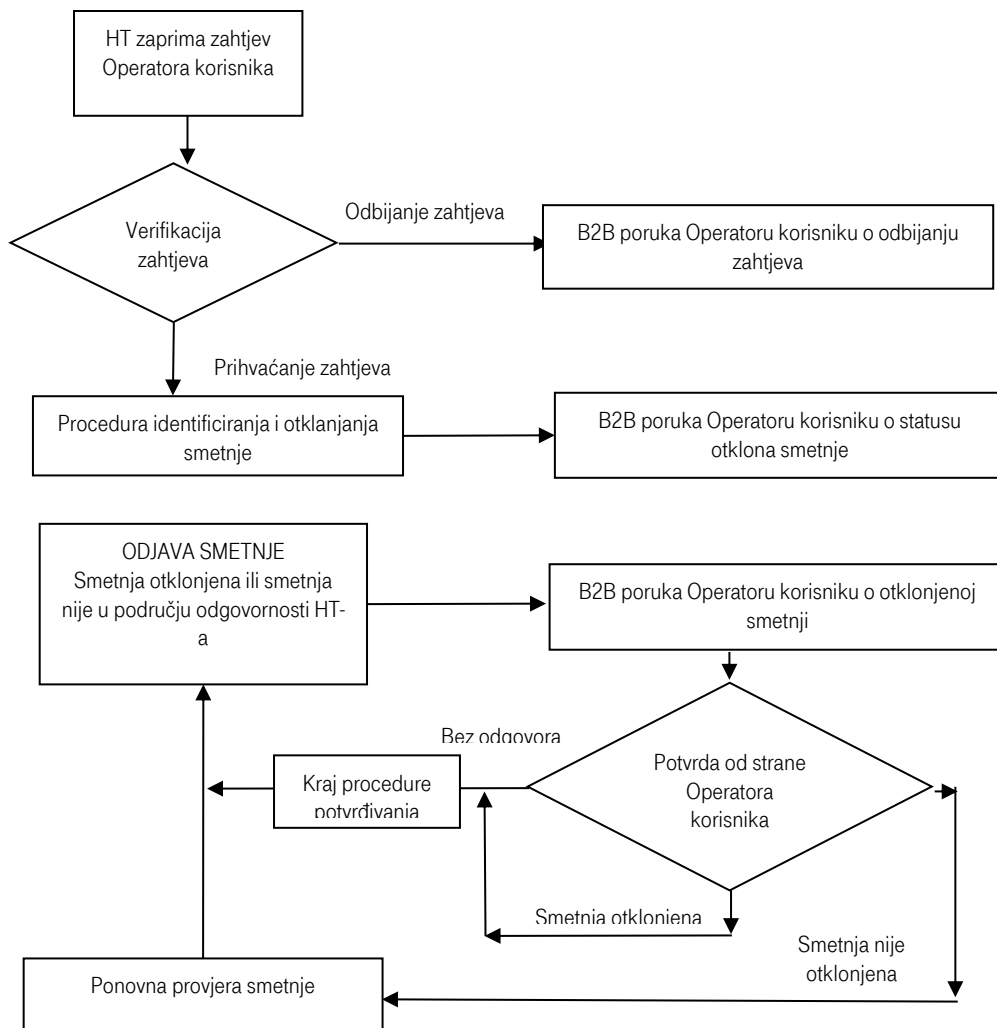 HT zaprima zahtjev
Operatora korisnika
Verifikacija
zahtjeva
Odbijanje zahtjeva
B2B poruka Operatoru korisniku o odbijanju
zahtjeva
Prihvaćanje zahtjeva
Procedura identificiranja i otklanjanja
smetnje
B2B poruka Operatoru korisniku o statusu
otklona smetnje
ODJAVA SMETNJE
Smetnja otklonjena ili smetnja
nije u području odgovornosti HT-
a
B2B poruka Operatoru korisniku o otklonjenoj
smetnji
Bez odgovora
Kraj procedure
potvrđivanja
Potvrda od strane
Operatora
korisnika
Smetnja otklonjena
Smetnja nije
otklonjena
Ponovna provjera smetnje